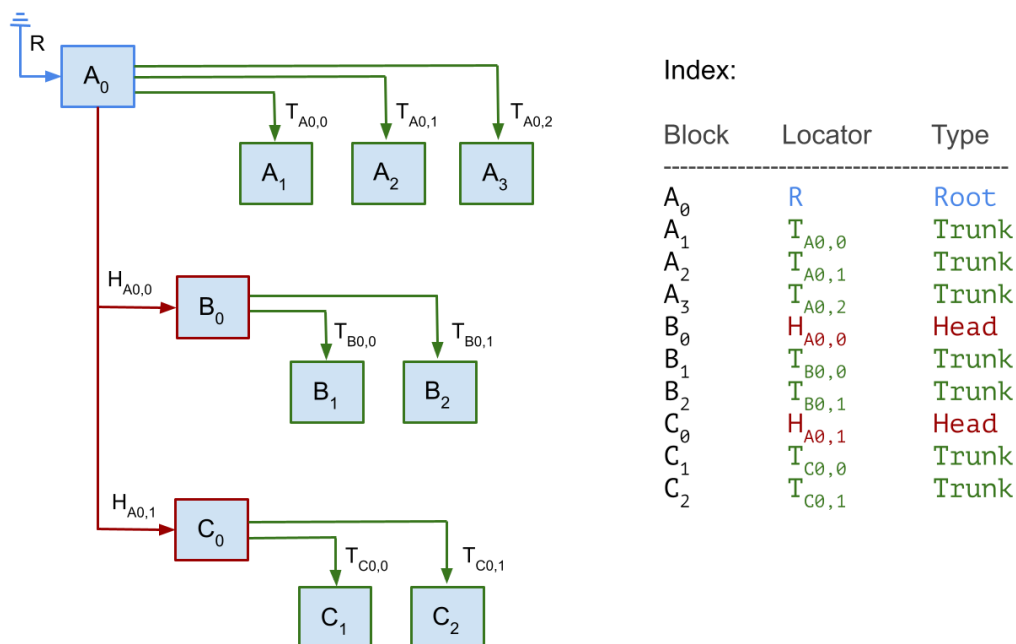 R
A0
TA0,0 TA0,1 TA0,2
A1 A2 A3
HA0,0
B0
TB0,0 TB0,1
B1 B2
HA0,1
C0
TC0,0 TC0,1
C1 C2
Index:
Block Locator Type
--------------------------------------------------
A0 R Root
A1 TA0,0 Trunk
A2 TA0,1 Trunk
A3 TA0,2 Trunk
B0 HA0,0 Head
B1 TB0,0 Trunk
B2 TB0,1 Trunk
C0 HA0,1 Head
C1 TC0,0 Trunk
C2 TC0,1 Trunk